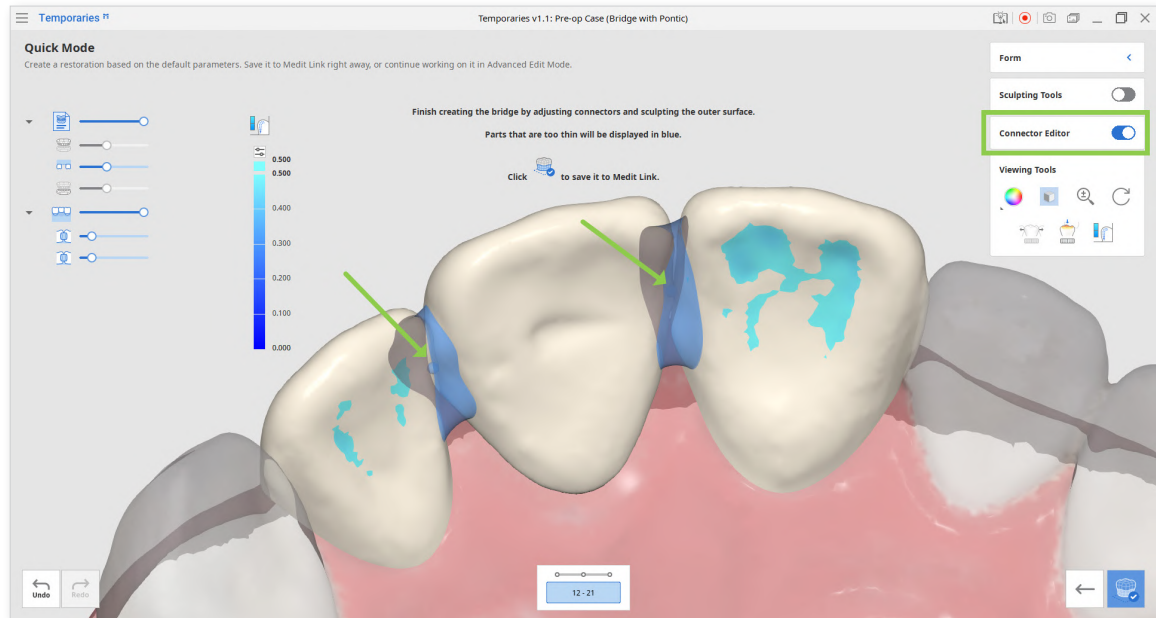 Temporaries
Temporaries v1.1: Pre-op Case (Bridge with Pontic)
Quick Mode
Create a restoration based on the default parameters. Save it to Medit Link right away, or continue working on it in Advanced Edit Mode.
Form
Sculpting Tools
Connector Editor
Viewing Tools
Finish creating the bridge by adjusting connectors and sculpting the outer surface.
Parts that are too thin will be displayed in blue.
Click to save it to Medit Link.
0.500
0.500
0.400
0.300
0.200
0.100
0.000
Undo
Redo
12 - 21